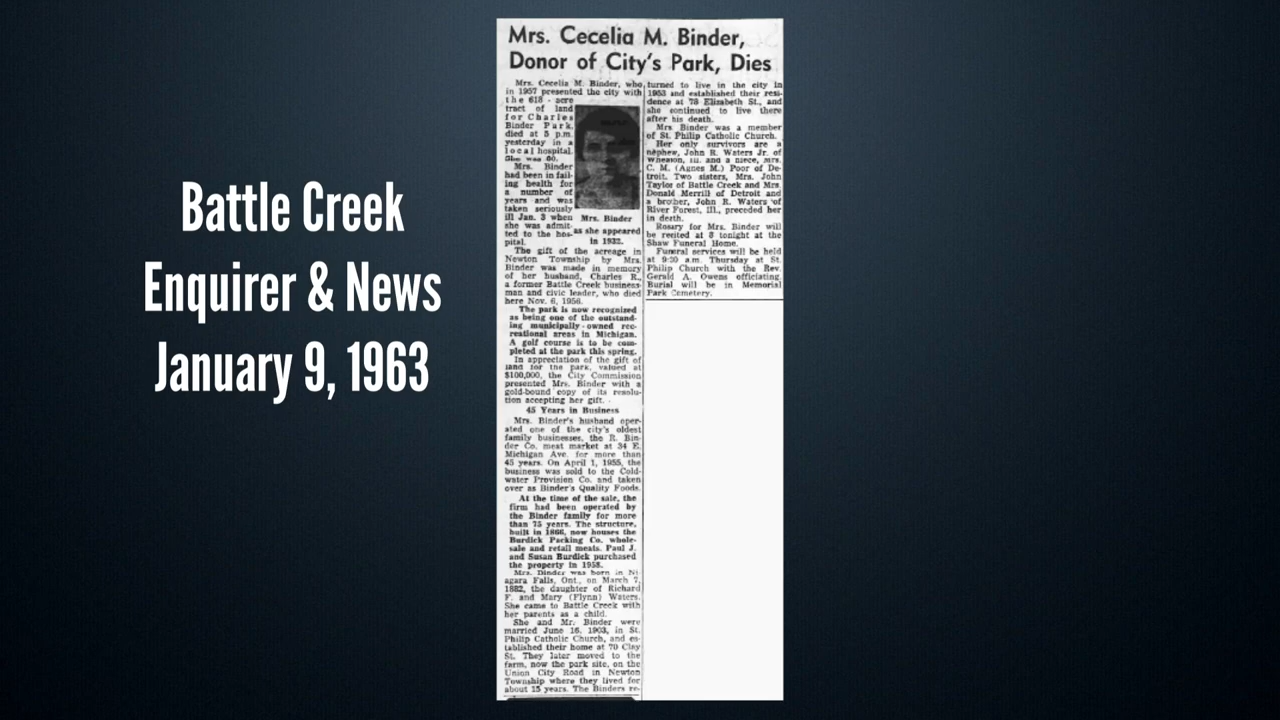 Battle Creek
Enquirer & News
January 9, 1963
Mrs. Cecelia M. Binder,
Donor of City's Park, Dies
Mrs. Cecelia M. Binder, who
in 1957 presented the city with
the 618 - acre
tract of land
for Charles
Binder Park,
died at 5 p.m.
yesterday in a
local hospital.
She was 80.
Mrs. Binder
had been in fail-
ing health for
a number of
years and was
taken seriously
ill Jan. 3 when
she was admit-
ted to the hos-
pital.
Mrs. Binder
as she appeared
in 1932.
The gift of the acreage in
Newton Township by Mrs.
Binder was made in memory
of her husband, Charles R.,
a former Battle Creek business-
man and civic leader, who died
here Nov. 6, 1956.
The park is now recognized
as being one of the outstand-
ing municipally-owned rec-
reational areas in Michigan.
A golf course is to be com-
pleted at the park this spring.
In appreciation of the gift of
land for the park, valued at
$100,000, the City Commission
presented Mrs. Binder with a
gold-bound copy of its resolu-
tion accepting her gift.
45 Years in Business
Mrs. Binder's husband oper-
ated one of the city's oldest
family businesses, the R. Bin-
der Co. meat market at 34 E.
Michigan Ave. for more than
45 years. On April 1, 1955, the
business was sold to the Cold-
water Provision Co. and taken
over as Binder's Quality Foods.
At the time of the sale, the
firm had been operated by
the Binder family for more
than 75 years. The structure,
built in 1866, now houses the
Burdick Packing Co. whole-
sale and retail meats. Paul J.
and Susan Burdick purchased
the property in 1958.
Mrs. Binder was born in Ni-
agara Falls, Ont., on March 7,
1882, the daughter of Richard
F. and Mary (Flynn) Waters.
She came to Battle Creek with
her parents as a child.
She and Mr. Binder were
married June 16, 1903, in St.
Philip Catholic Church, and es-
tablished their home at 70 Clay
St. They later moved to the
farm, now the park site, on the
Union City Road in Newton
Township where they lived for
about 15 years. The Binders re-
turned to live in the city in
1953 and established their resi-
dence at 78 Elizabeth St., and
she continued to live there
after his death.
Mrs. Binder was a member
of St. Philip Catholic Church.
Her only survivors are a
nephew, John R. Waters Jr. of
Wheaton, Ill. and a niece, Mrs.
C. M. (Agnes M.) Poor of De-
troit. Two sisters, Mrs. John
Taylor of Battle Creek and Mrs.
Donald Merrill of Detroit and
a brother, John R. Waters of
River Forest, Ill., preceded her
in death.
Rosary for Mrs. Binder will
be recited at 8 tonight at the
Shaw Funeral Home.
Funeral services will be held
at 9:30 a.m. Thursday at St.
Philip Church with the Rev.
Gerald A. Owens officiating.
Burial will be in Memorial
Park Cemetery.